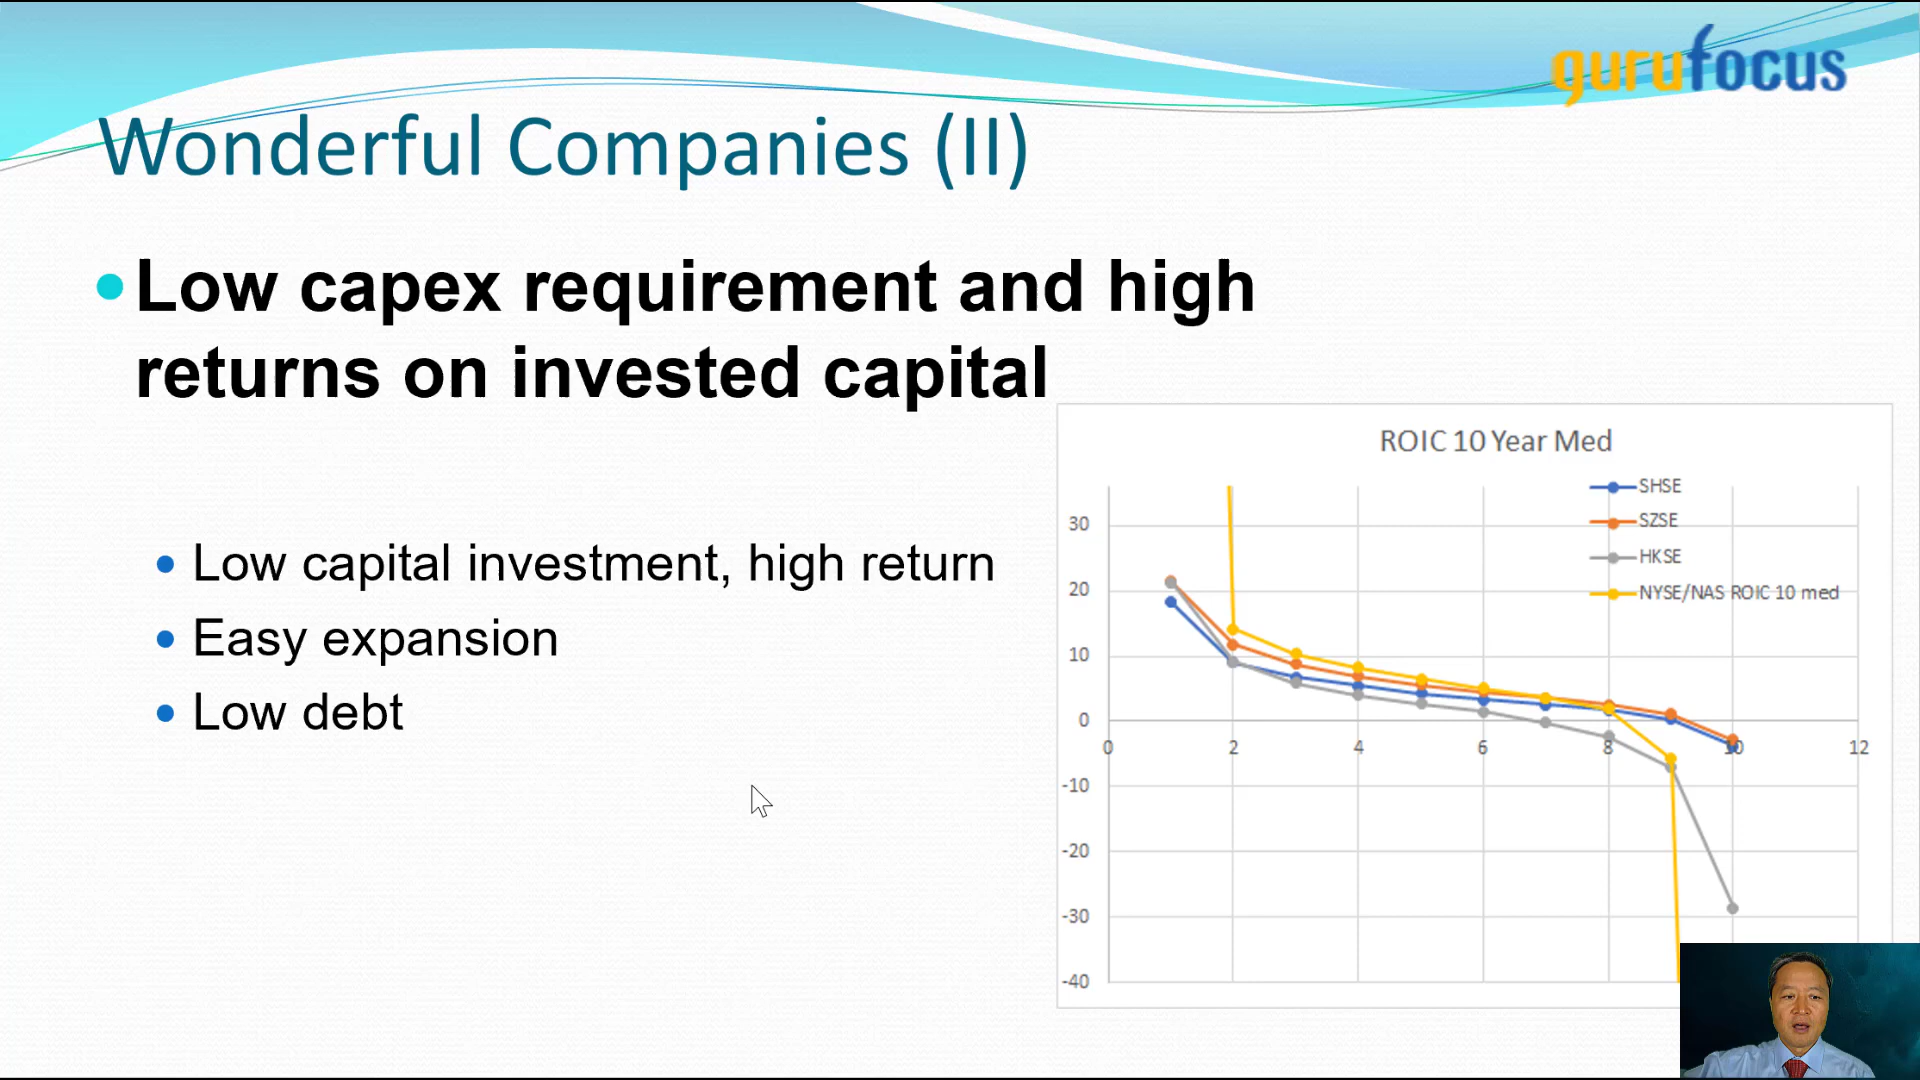 gurufocus
Wonderful Companies (II)
Low capex requirement and high
returns on invested capital
Low capital investment, high return
Easy expansion
Low debt
ROIC 10 Year Med
SHSE
SZSE
HKSE
NYSE/NAS ROIC 10 med
30
20
10
0
0 2 4 6 8 10 12
-10
-20
-30
-40